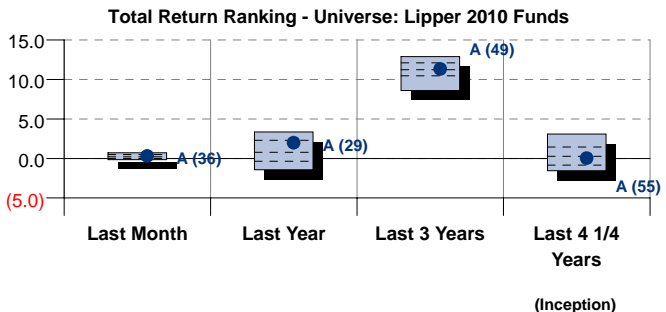 Total Return Ranking - Universe: Lipper 2010 Funds
15.0
10.0
5.0
0.0
(5.0)
A (36)
A (29)
A (49)
A (55)
Last Month
Last Year
Last 3 Years
Last 4 1/4
Years
(Inception)